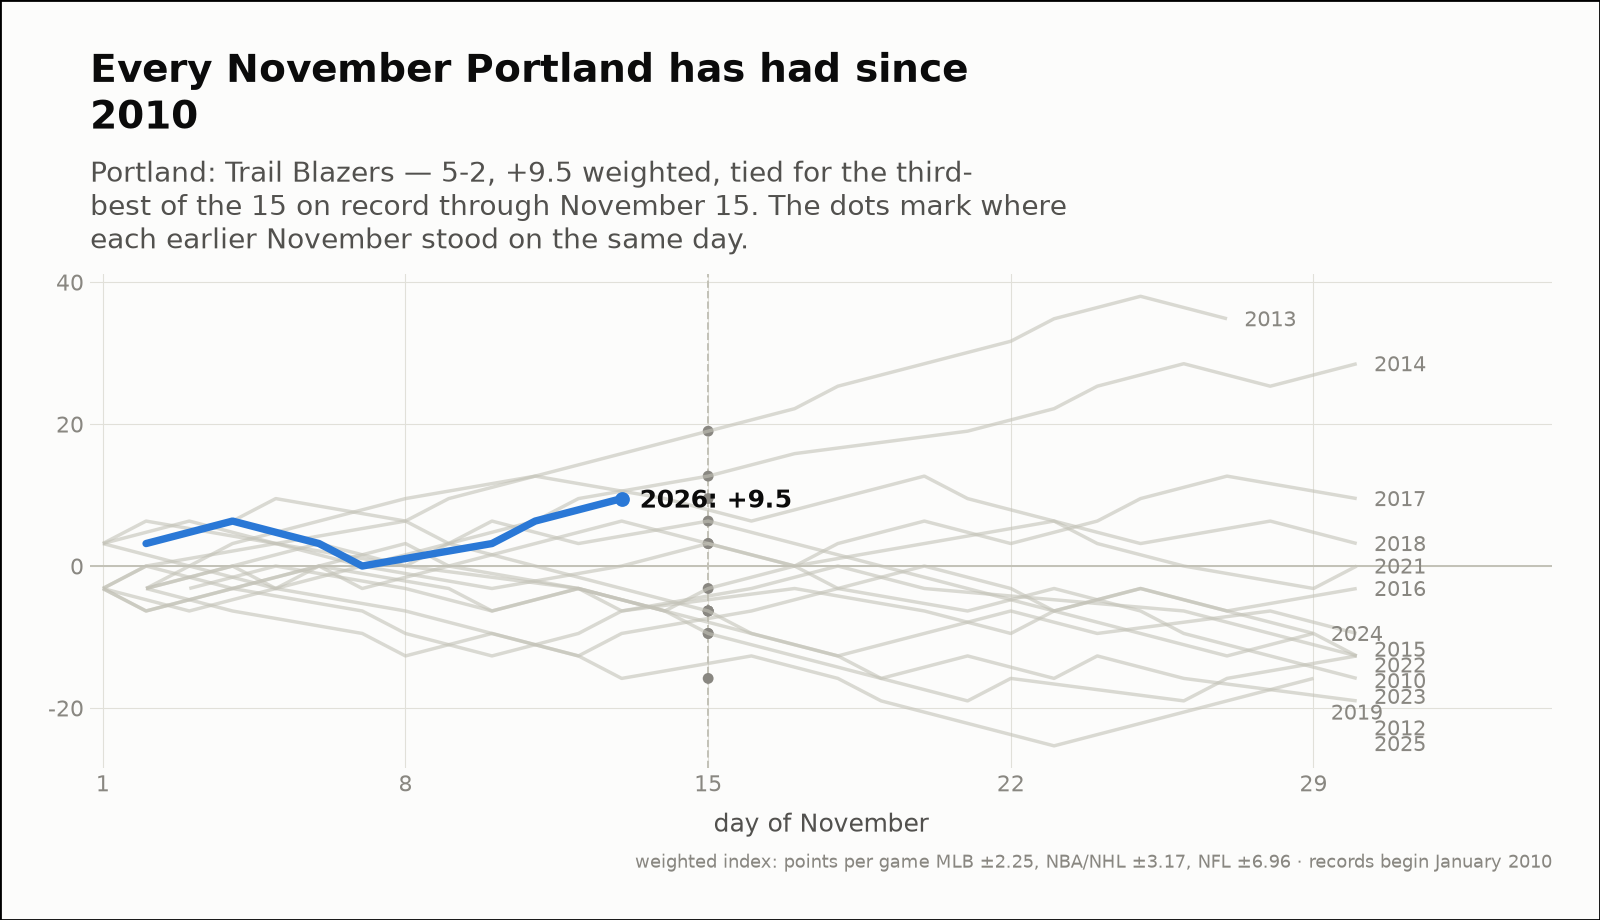 Every November Portland has had since
2010
Portland: Trail Blazers — 5-2, +9.5 weighted, tied for the third-
best of the 15 on record through November 15. The dots mark where
each earlier November stood on the same day.
40
20
0
-20
2013
2014
2026: +9.5
2017
2018
2021
2016
2024
2015
2022
2010
2023
2019
2012
2025
1 8 15 22 29
day of November
weighted index: points per game MLB ±2.25, NBA/NHL ±3.17, NFL ±6.96 · records begin January 2010